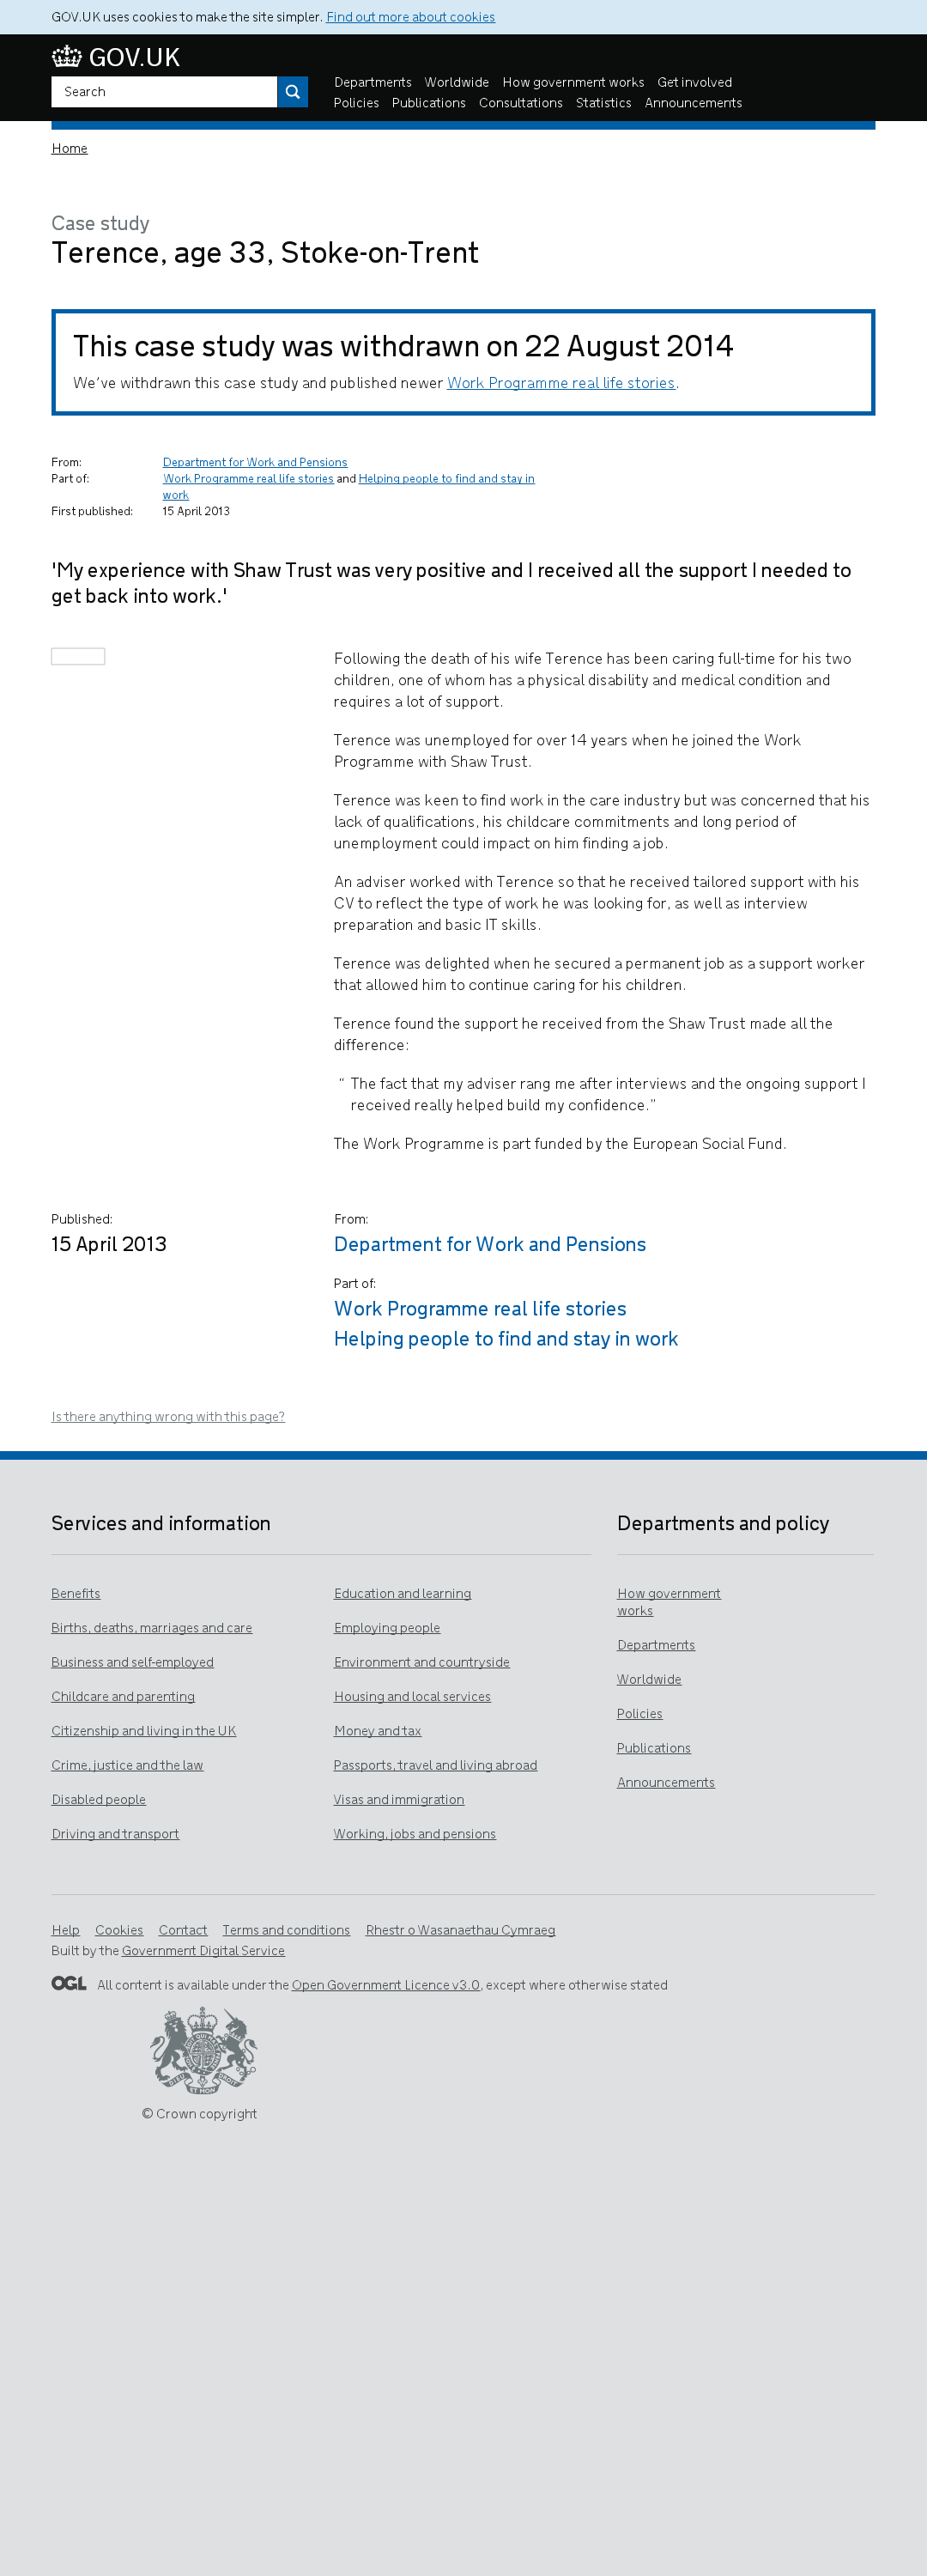 GOV.UK uses cookies to make the site simpler. Find out more about cookies
GOV.UK
Search
Departments Worldwide How government works Get involved
Policies Publications Consultations Statistics Announcements
Home
Case study
Terence, age 33, Stoke-on-Trent
This case study was withdrawn on 22 August 2014
We've withdrawn this case study and published newer Work Programme real life stories.
From: Department for Work and Pensions
Part of: Work Programme real life stories and Helping people to find and stay in
work
First published: 15 April 2013
'My experience with Shaw Trust was very positive and I received all the support I needed to
get back into work.'
Following the death of his wife Terence has been caring full-time for his two
children, one of whom has a physical disability and medical condition and
requires a lot of support.
Terence was unemployed for over 14 years when he joined the Work
Programme with Shaw Trust.
Terence was keen to find work in the care industry but was concerned that his
lack of qualifications, his childcare commitments and long period of
unemployment could impact on him finding a job.
An adviser worked with Terence so that he received tailored support with his
CV to reflect the type of work he was looking for, as well as interview
preparation and basic IT skills.
Terence was delighted when he secured a permanent job as a support worker
that allowed him to continue caring for his children.
Terence found the support he received from the Shaw Trust made all the
difference:
“ The fact that my adviser rang me after interviews and the ongoing support I
received really helped build my confidence.”
The Work Programme is part funded by the European Social Fund.
Published:
15 April 2013
From:
Department for Work and Pensions
Part of:
Work Programme real life stories
Helping people to find and stay in work
Is there anything wrong with this page?
Services and information
Benefits
Births, deaths, marriages and care
Business and self-employed
Childcare and parenting
Citizenship and living in the UK
Crime, justice and the law
Disabled people
Driving and transport
Education and learning
Employing people
Environment and countryside
Housing and local services
Money and tax
Passports, travel and living abroad
Visas and immigration
Working, jobs and pensions
Departments and policy
How government
works
Departments
Worldwide
Policies
Publications
Announcements
Help Cookies Contact Terms and conditions Rhestr o Wasanaethau Cymraeg
Built by the Government Digital Service
OGL All content is available under the Open Government Licence v3.0, except where otherwise stated
DIEU ET MON DROIT
© Crown copyright